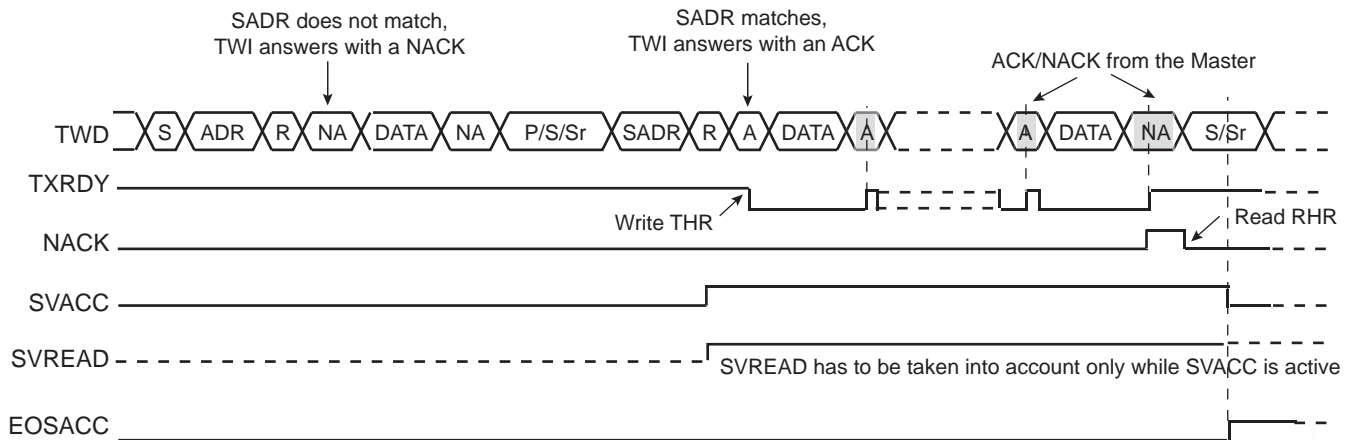 SADR does not match,
TWI answers with a NACK
SADR matches,
TWI answers with an ACK
ACK/NACK from the Master
TWD S ADR R NA DATA NA P/S/Sr SADR R A DATA A A DATA NA S/Sr
TXRDY
Write THR
Read RHR
NACK
SVACC
SVREAD
SVREAD has to be taken into account only while SVACC is active
EOSACC